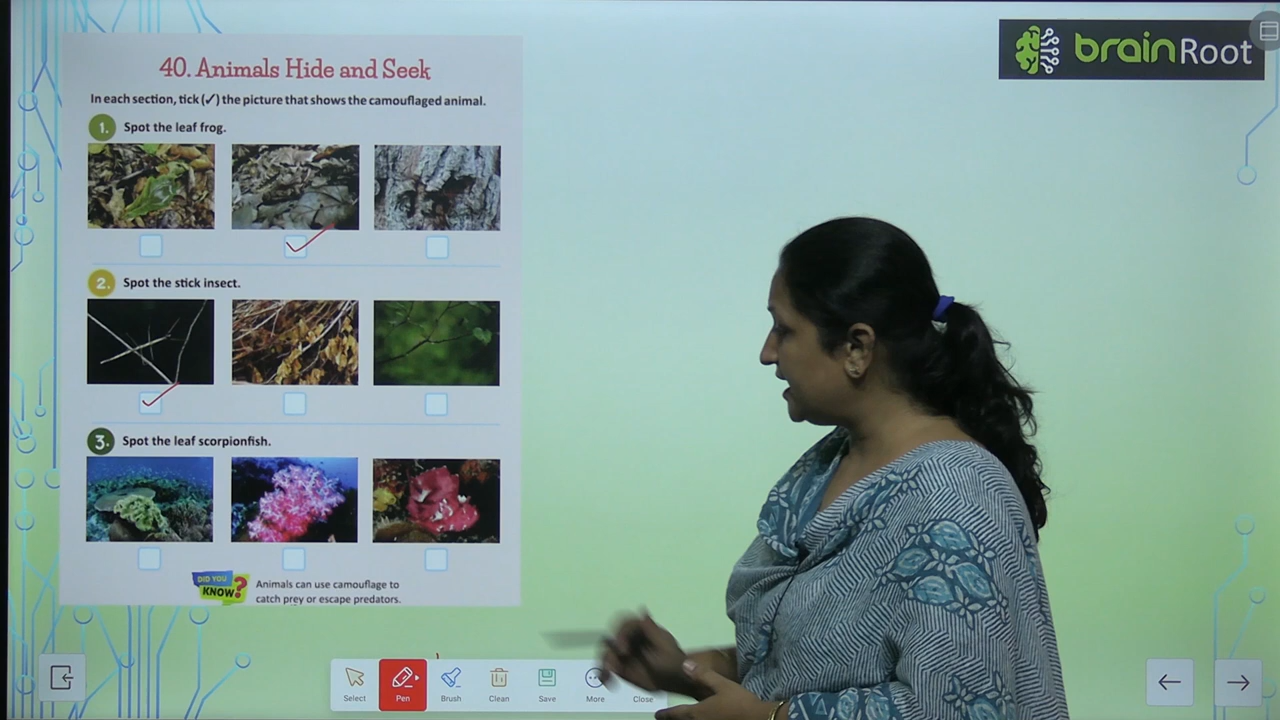 brainRoot
40. Animals Hide and Seek
In each section, tick (✓) the picture that shows the camouflaged animal.
1. Spot the leaf frog.
2. Spot the stick insect.
3. Spot the leaf scorpionfish.
DID YOU KNOW?
Animals can use camouflage to
catch prey or escape predators.
Select
Pen
Brush
Clean
Save
More
Close